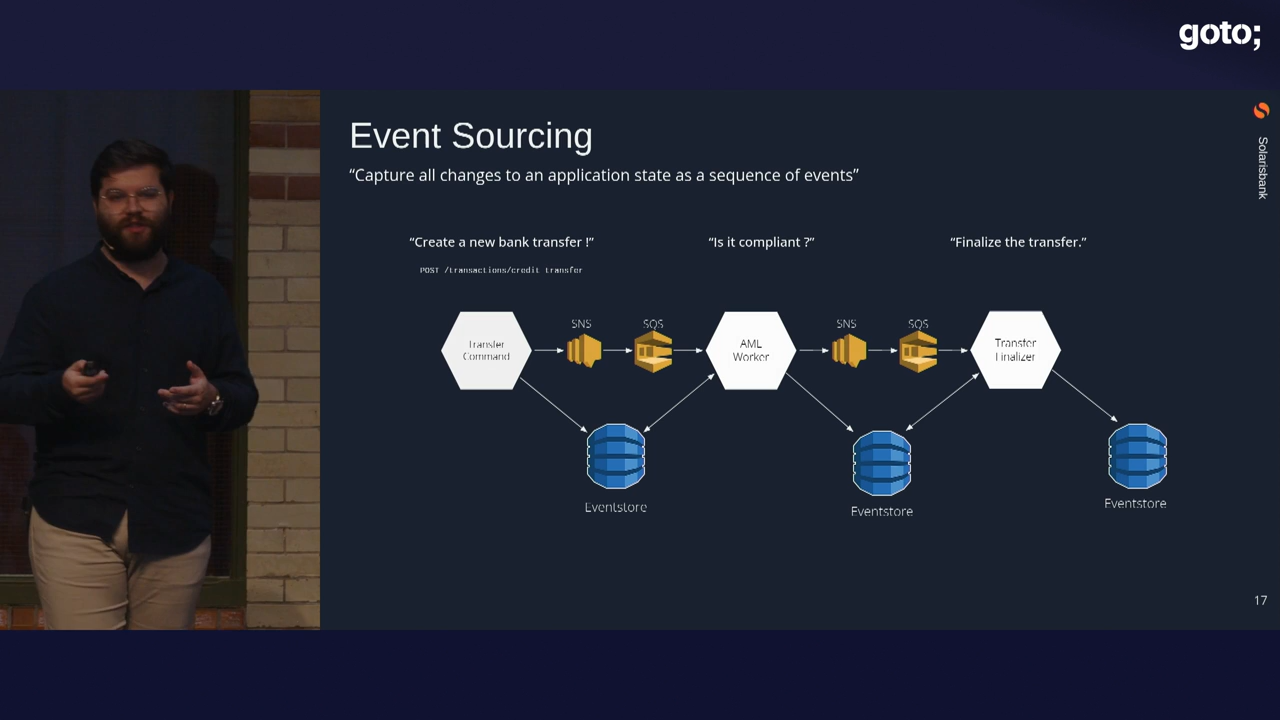 goto;
Solarisbank
Event Sourcing
“Capture all changes to an application state as a sequence of events”
“Create a new bank transfer !”
“Is it compliant ?”
“Finalize the transfer.”
POST /transactions/credit transfer
SNS
SQS
SNS
SQS
Transfer
Command
AML
Worker
Transfer
Finalizer
Eventstore
Eventstore
Eventstore
17